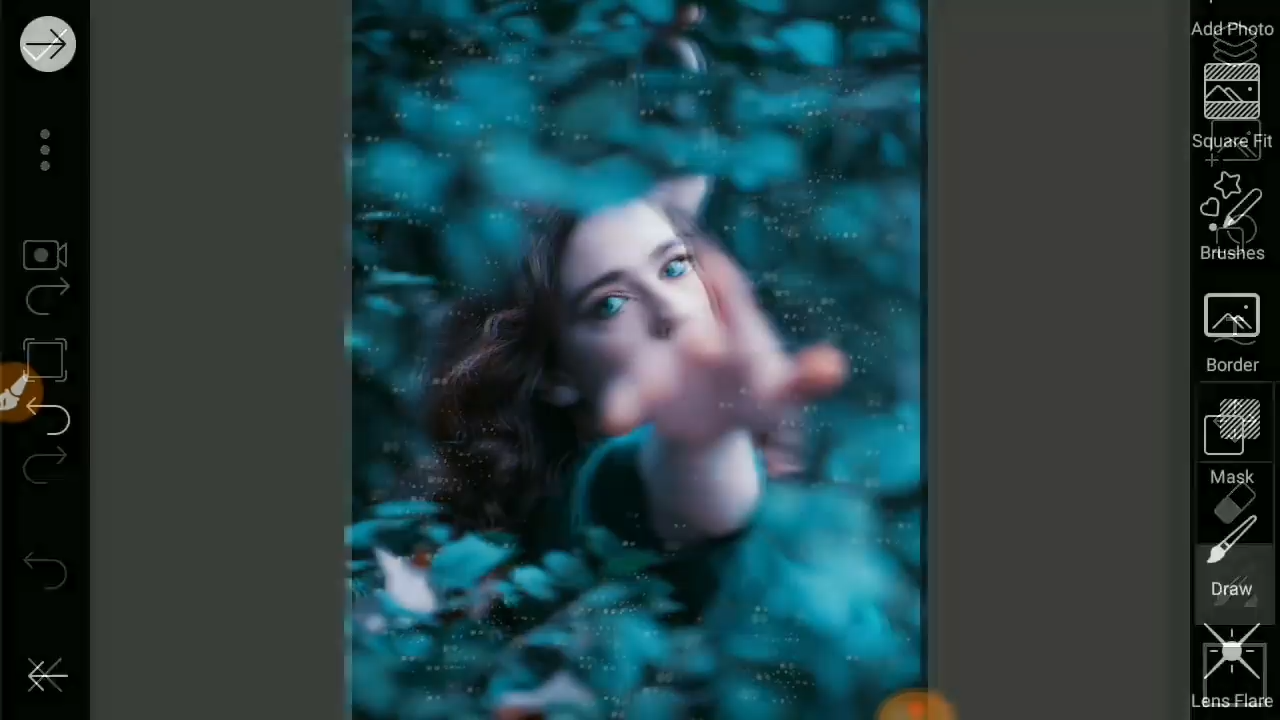 Add Photo
Square Fit
Brushes
Border
Mask
Draw
Lens Flare